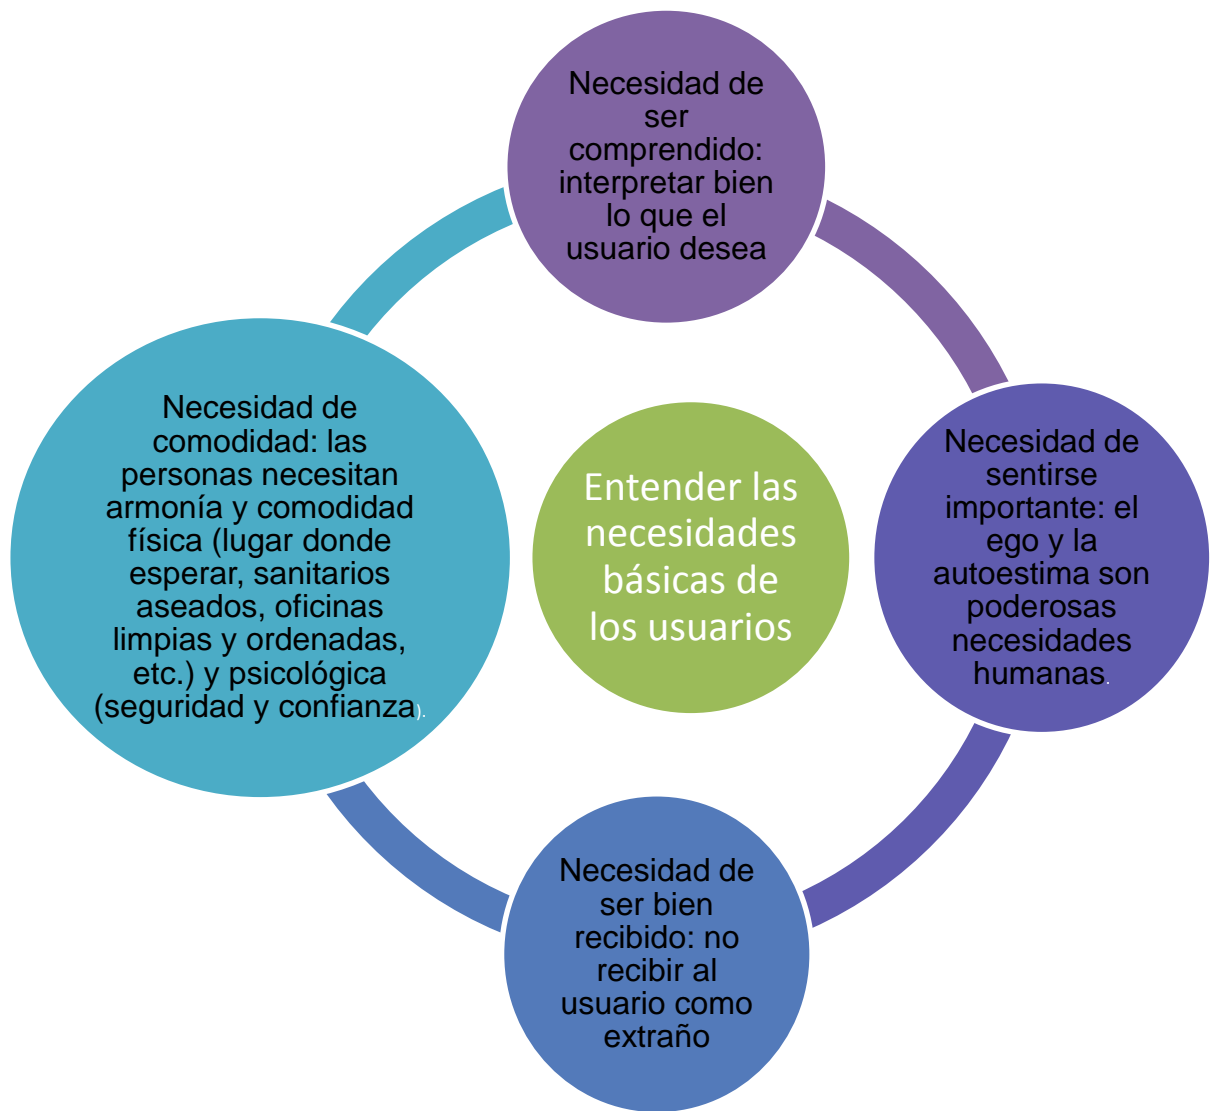 Necesidad de
ser
comprendido:
interpretar bien
lo que el
usuario desea
Necesidad de
comodidad: las
personas necesitan
armonía y comodidad
física (lugar donde
esperar, sanitarios
aseados, oficinas
limpias y ordenadas,
etc.) y psicológica
(seguridad y confianza).
Entender las
necesidades
básicas de
los usuarios
Necesidad de
sentirse
importante: el
ego y la
autoestima son
poderosas
necesidades
humanas.
Necesidad de
ser bien
recibido: no
recibir al
usuario como
extraño